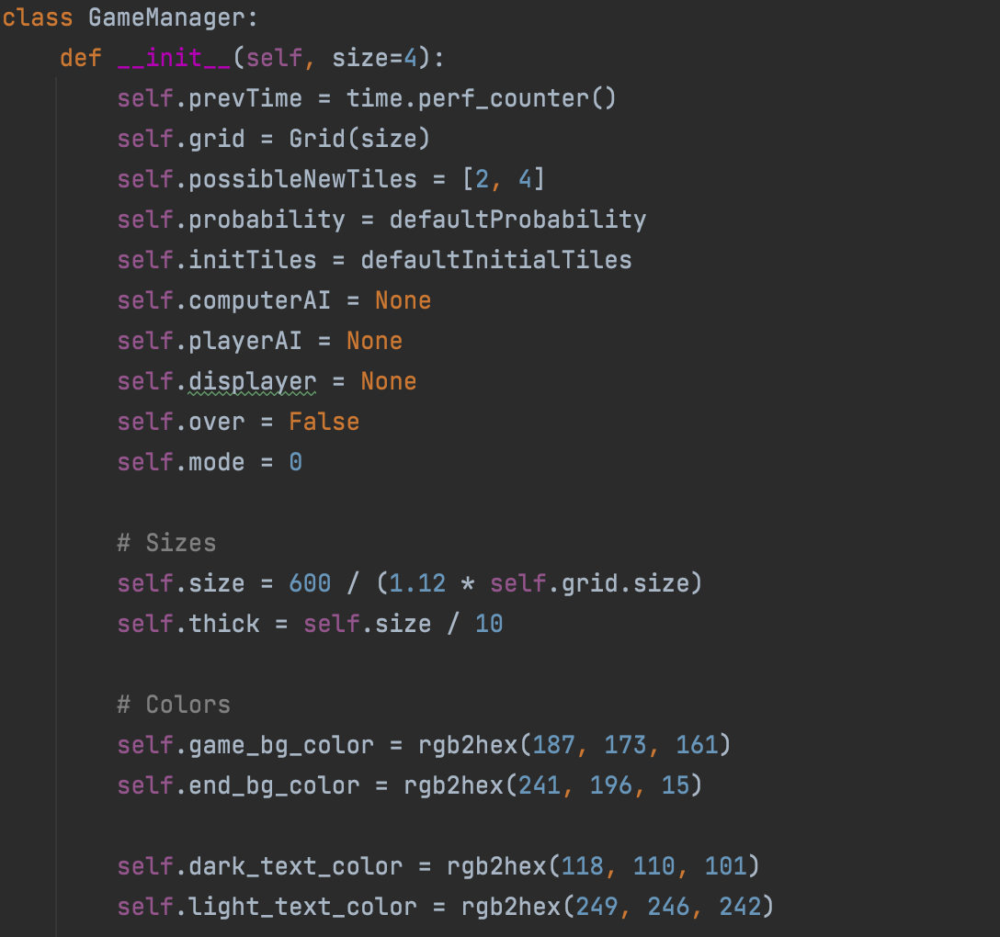 class GameManager:
    def __init__(self, size=4):
        self.prevTime = time.perf_counter()
        self.grid = Grid(size)
        self.possibleNewTiles = [2, 4]
        self.probability = defaultProbability
        self.initTiles = defaultInitialTiles
        self.computerAI = None
        self.playerAI = None
        self.displayer = None
        self.over = False
        self.mode = 0

        # Sizes
        self.size = 600 / (1.12 * self.grid.size)
        self.thick = self.size / 10

        # Colors
        self.game_bg_color = rgb2hex(187, 173, 161)
        self.end_bg_color = rgb2hex(241, 196, 15)

        self.dark_text_color = rgb2hex(118, 110, 101)
        self.light_text_color = rgb2hex(249, 246, 242)